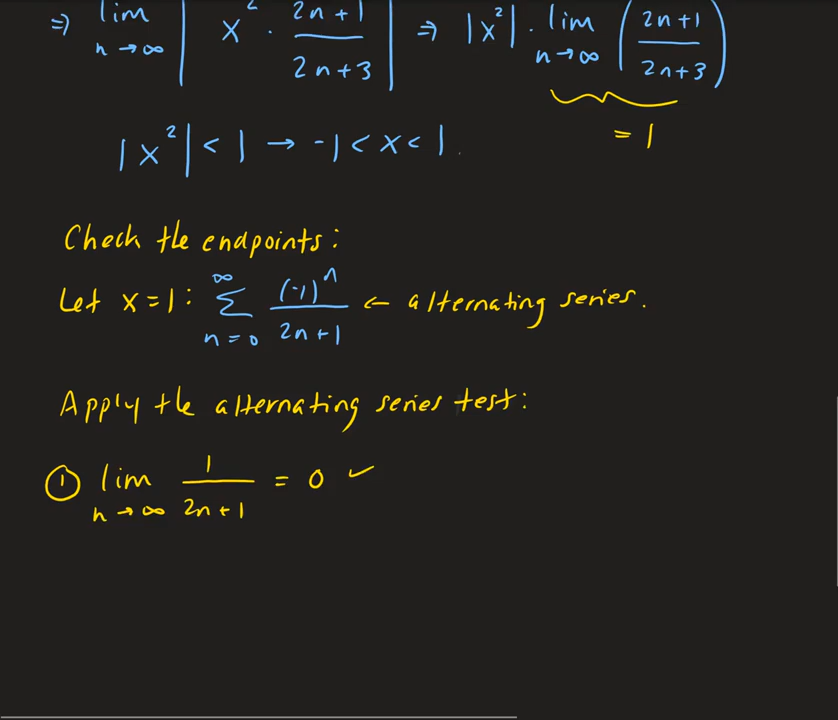 ⇒ lim n→∞ | x² · (2n+1)/(2n+3) | ⇒ |x²| · lim n→∞ ((2n+1)/(2n+3))
= 1
|x²| < 1 → -1 < x < 1
Check the endpoints:
Let x = 1: ∑ n=0 ∞ (-1)ⁿ/(2n+1) ← alternating series.
Apply the alternating series test:
① lim n→∞ 1/(2n+1) = 0 ✓